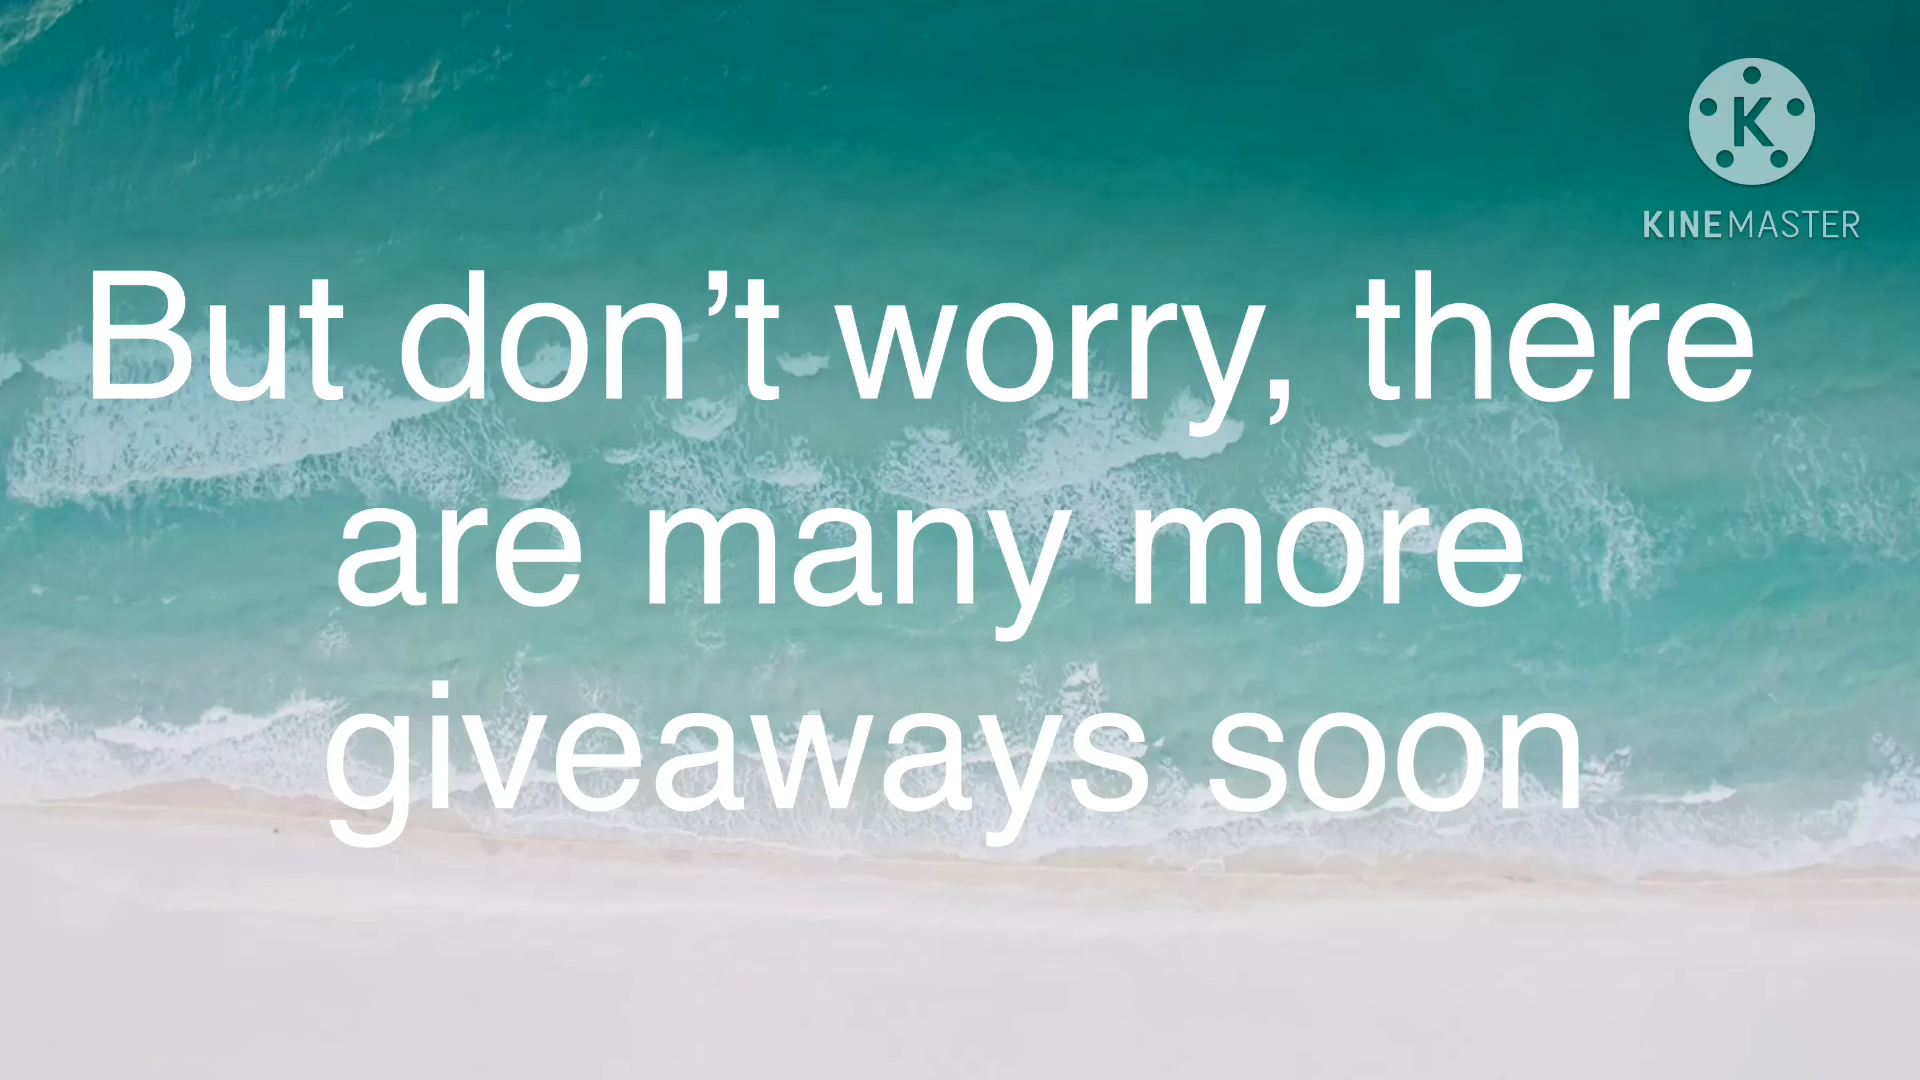 K
KINEMASTER
But don’t worry, there
are many more
giveaways soon